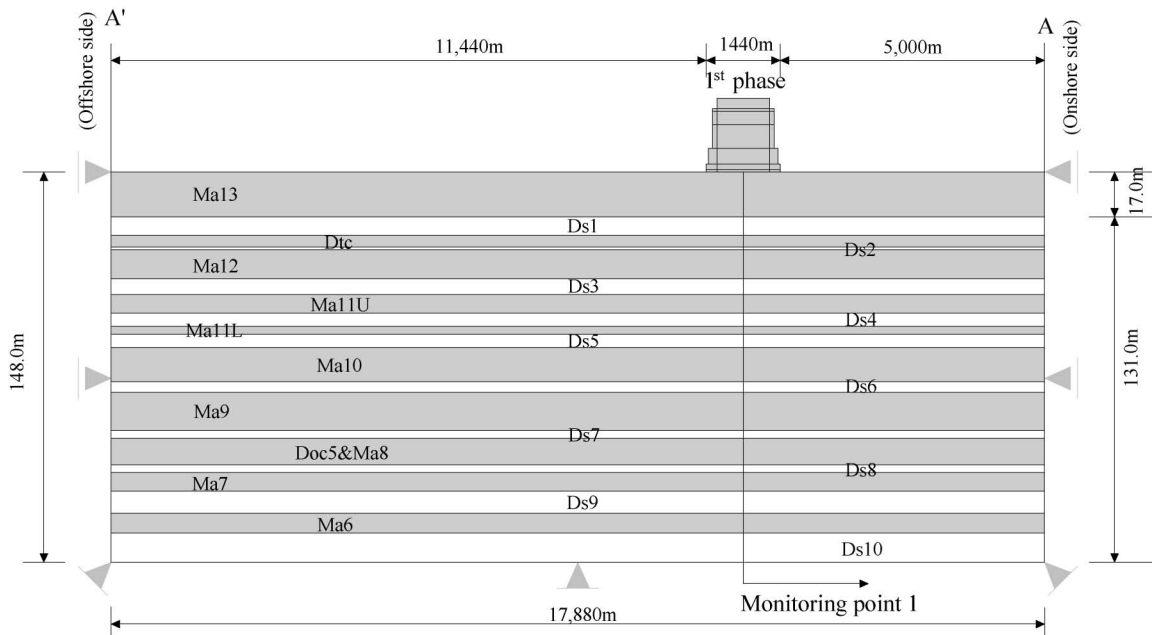 A'
A
11,440m
1440m
5,000m
1st phase
(Offshore side)
(Onshore side)
Ma13
17.0m
Ds1
Dtc
Ds2
Ma12
Ds3
Ma11U
Ds4
Ma11L
Ds5
148.0m
131.0m
Ma10
Ds6
Ma9
Ds7
Doc5&Ma8
Ds8
Ma7
Ds9
Ma6
Ds10
Monitoring point 1
17,880m